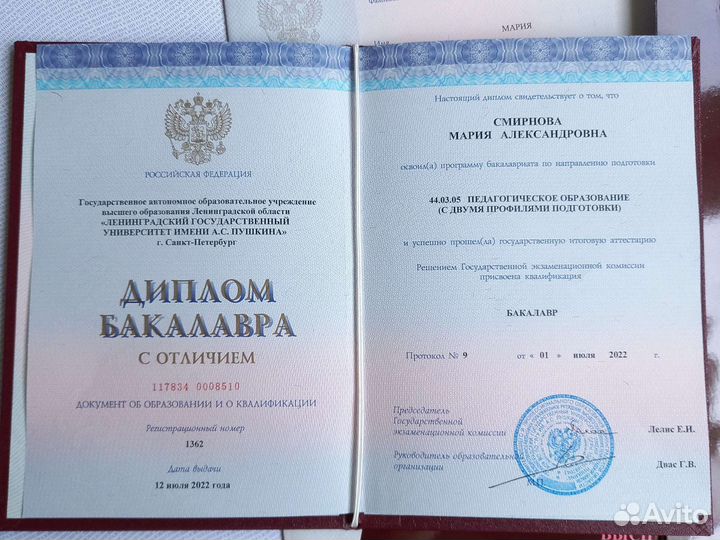 МАРИЯ
РОССИЙСКАЯ ФЕДЕРАЦИЯ
Государственное автономное образовательное учреждение
высшего образования Ленинградской области
«ЛЕНИНГРАДСКИЙ ГОСУДАРСТВЕННЫЙ
УНИВЕРСИТЕТ ИМЕНИ А.С. ПУШКИНА»
г. Санкт-Петербург
ДИПЛОМ
БАКАЛАВРА
С ОТЛИЧИЕМ
117834 0008510
ДОКУМЕНТ ОБ ОБРАЗОВАНИИ И О КВАЛИФИКАЦИИ
Регистрационный номер
1362
Дата выдачи
12 июля 2022 года
Настоящий диплом свидетельствует о том, что
СМИРНОВА
МАРИЯ АЛЕКСАНДРОВНА
освоил(а) программу бакалавриата по направлению подготовки
44.03.05 ПЕДАГОГИЧЕСКОЕ ОБРАЗОВАНИЕ
(С ДВУМЯ ПРОФИЛЯМИ ПОДГОТОВКИ)
и успешно прошел(ла) государственную итоговую аттестацию
Решением Государственной экзаменационной комиссии
присвоена квалификация
БАКАЛАВР
Протокол № 9 от « 01 » июля 2022 г.
Председатель
Государственной
экзаменационной комиссии Лелис Е.И.
Руководитель образовательной
организации Двас Г.В.
М.П.
Avito